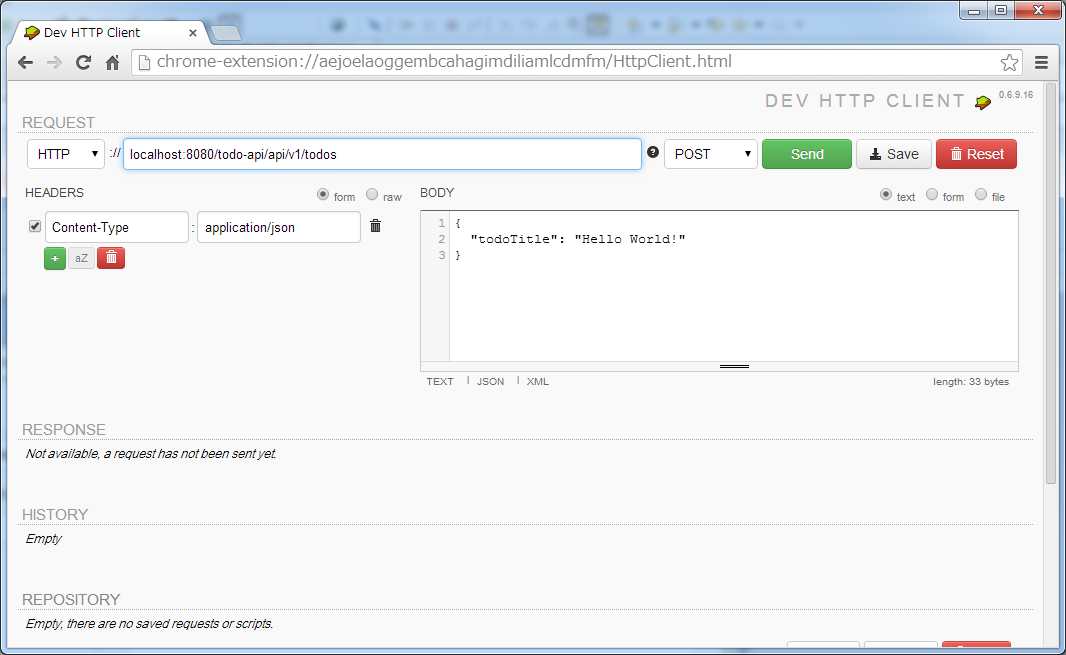 Dev HTTP Client
chrome-extension://aejoelaoggembcahagimdiliamlcdmfm/HttpClient.html
DEV HTTP CLIENT 0.6.9.16
REQUEST
HTTP :// localhost:8080/todo-api/api/v1/todos ? POST Send Save Reset
HEADERS form raw BODY text form file
Content-Type : application/json
+ aZ
1 {
2 "todoTitle": "Hello World!"
3 }
TEXT JSON XML length: 33 bytes
RESPONSE
Not available, a request has not been sent yet.
HISTORY
Empty
REPOSITORY
Empty, there are no saved requests or scripts.